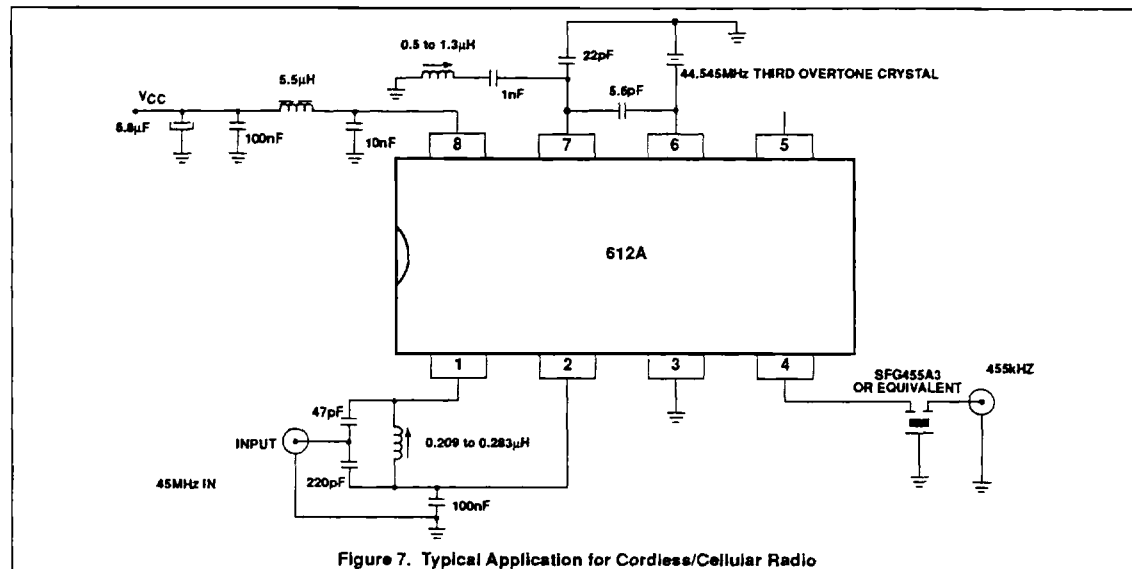 0.5 to 1.3µH
22pF
44.545MHz THIRD OVERTONE CRYSTAL
5.5µH
1nF
5.6pF
VCC
6.8µF
100nF
10nF
8
7
6
5
612A
1
2
3
4
SFG455A3
OR EQUIVALENT
455kHZ
47pF
INPUT
0.209 to 0.283µH
45MHz IN
220pF
100nF
Figure 7. Typical Application for Cordless/Cellular Radio